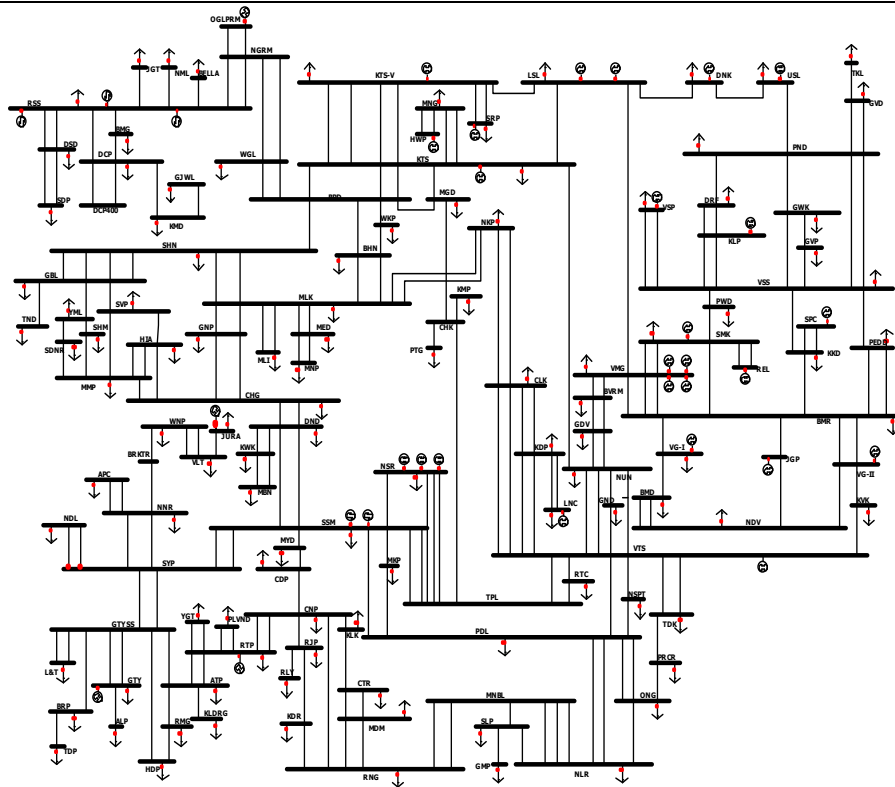 OGLPRM
NGRM
JGT
NML
PELLA
RSS
KTS-V
LSL
DNK
USL
TKL
GVD
MNG
SRP
BMG
HWP
DSD
DCP
PND
WGL
KTS
GJWL
SDP
DCP400
KMD
MGD
VSP
DRF
GWK
WKP
NKP
KLP
GVP
SHN
BHN
GBL
VSS
MLK
KMP
SVP
PWD
TND
YML
SHM
GNP
MED
CHK
SMK
SPC
HIA
SDNR
MLI
MNP
PTG
KKD
PEDD
REL
MMP
VMG
CLK
BVRM
CHG
BMR
WNP
JURA
DND
GDV
KWK
KDP
VG-I
BRKTR
VLT
JGP
VG-II
NSR
NUN
APC
MBN
LNC
GND
BMD
KVK
NNR
NDL
SSM
NDV
MYD
VTS
SYP
CDP
MKP
RTC
TPL
NSPT
CNP
YGT
PLVND
KLK
TDK
GTYSS
PDL
RTP
RJP
L&T
RLY
PRCR
GTY
ATP
CTR
MNBL
ONG
BRP
KLDRG
ALP
RMG
KDR
MDM
SLP
TDP
HDP
GMP
RNG
NLR